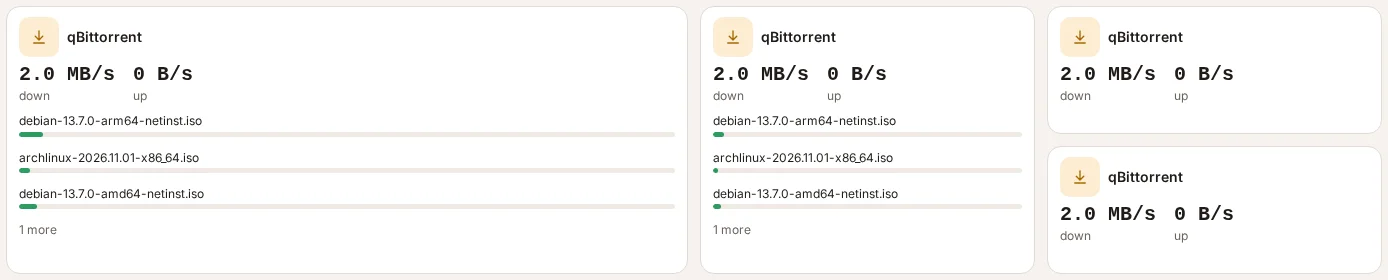 qBittorrent
2.0 MB/s 0 B/s
down up
debian-13.7.0-arm64-netinst.iso
archlinux-2026.11.01-x86_64.iso
debian-13.7.0-amd64-netinst.iso
1 more
qBittorrent
2.0 MB/s 0 B/s
down up
debian-13.7.0-arm64-netinst.iso
archlinux-2026.11.01-x86_64.iso
debian-13.7.0-amd64-netinst.iso
1 more
qBittorrent
2.0 MB/s 0 B/s
down up
qBittorrent
2.0 MB/s 0 B/s
down up